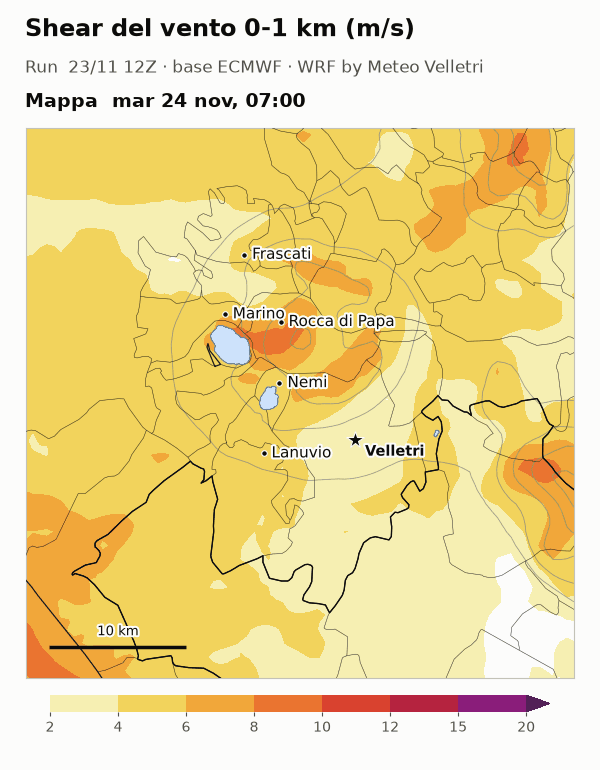 Shear del vento 0-1 km (m/s)
Run  23/11 12Z · base ECMWF · WRF by Meteo Velletri
Mappa  mar 24 nov, 07:00
Frascati
Marino
Rocca di Papa
Nemi
Velletri
Lanuvio
10 km
2 4 6 8 10 12 15 20